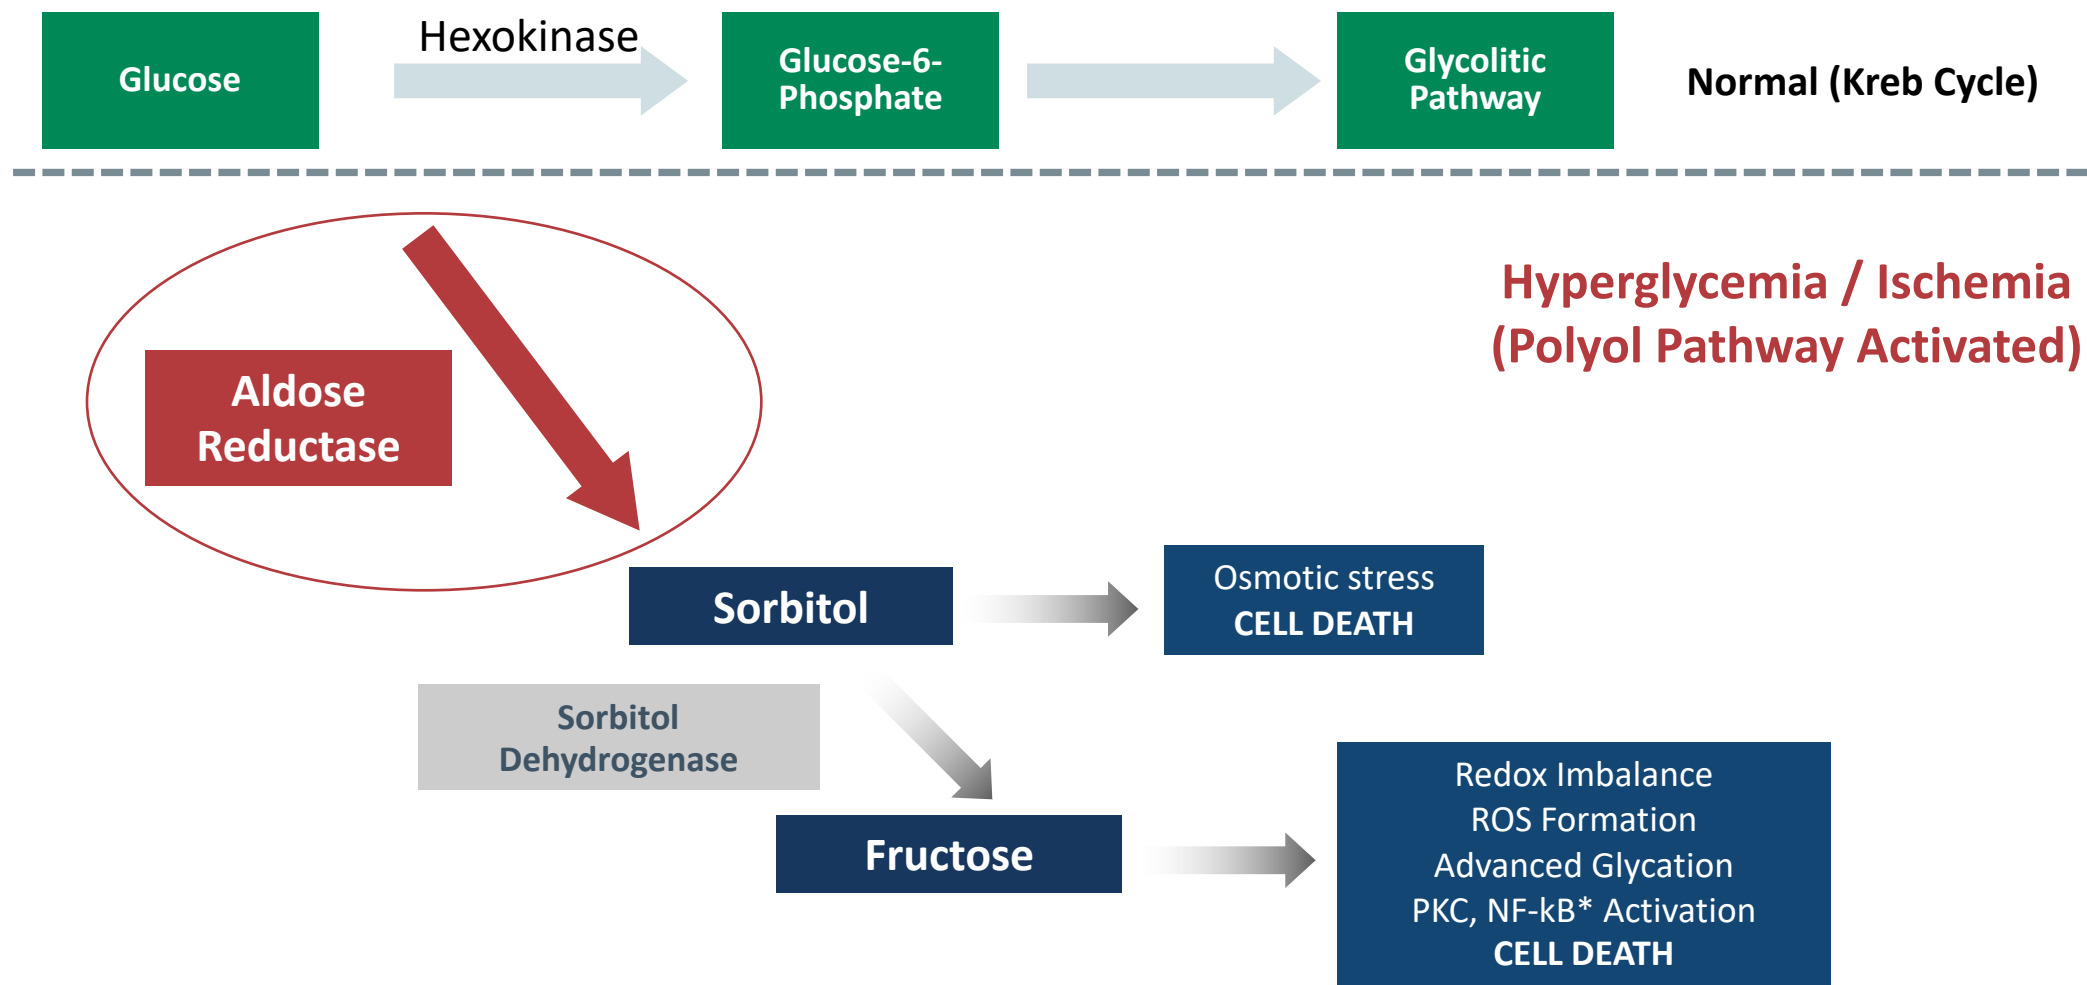 Hexokinase
Glucose
Glucose-6-
Phosphate
Glycolitic
Pathway
Normal (Kreb Cycle)
Hyperglycemia / Ischemia
(Polyol Pathway Activated)
Aldose
Reductase
Sorbitol
Osmotic stress
CELL DEATH
Sorbitol
Dehydrogenase
Fructose
Redox Imbalance
ROS Formation
Advanced Glycation
PKC, NF-kB* Activation
CELL DEATH